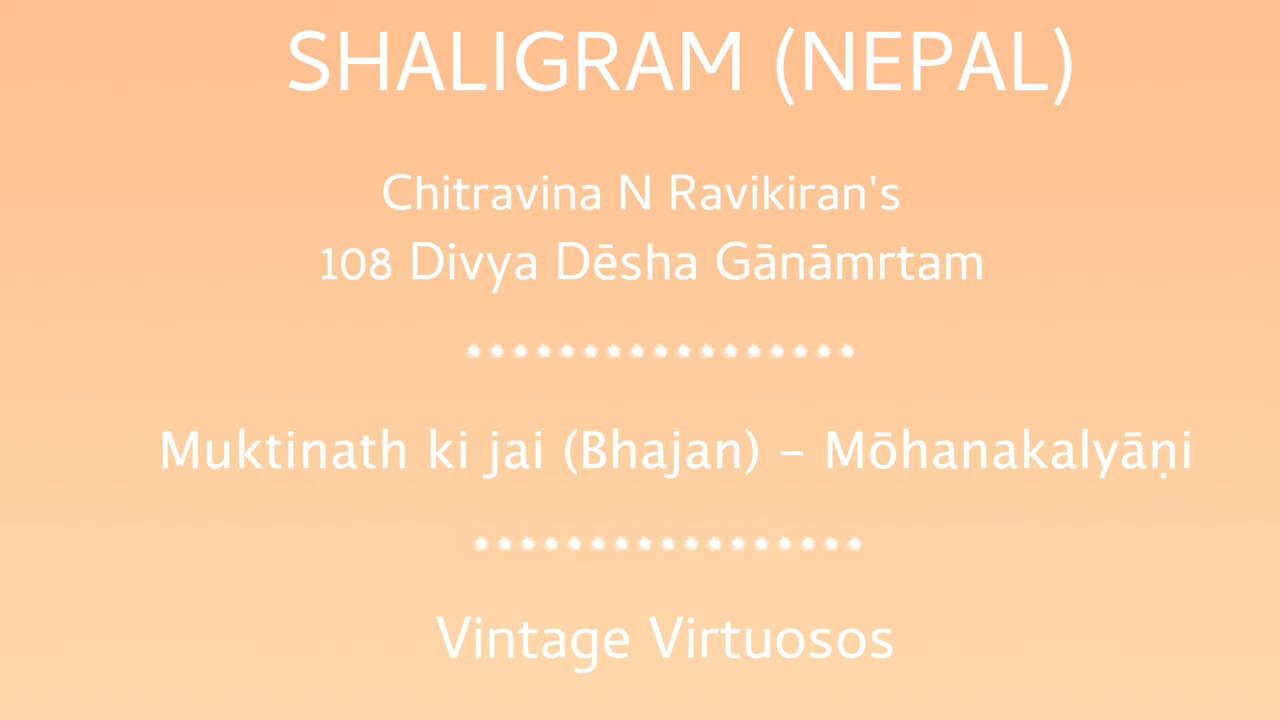 SHALIGRAM (NEPAL)
Chitravina N Ravikiran's
108 Divya Dēsha Gānāmrtam
Muktinath ki jai (Bhajan) – Mōhanakalyāṇi
Vintage Virtuosos